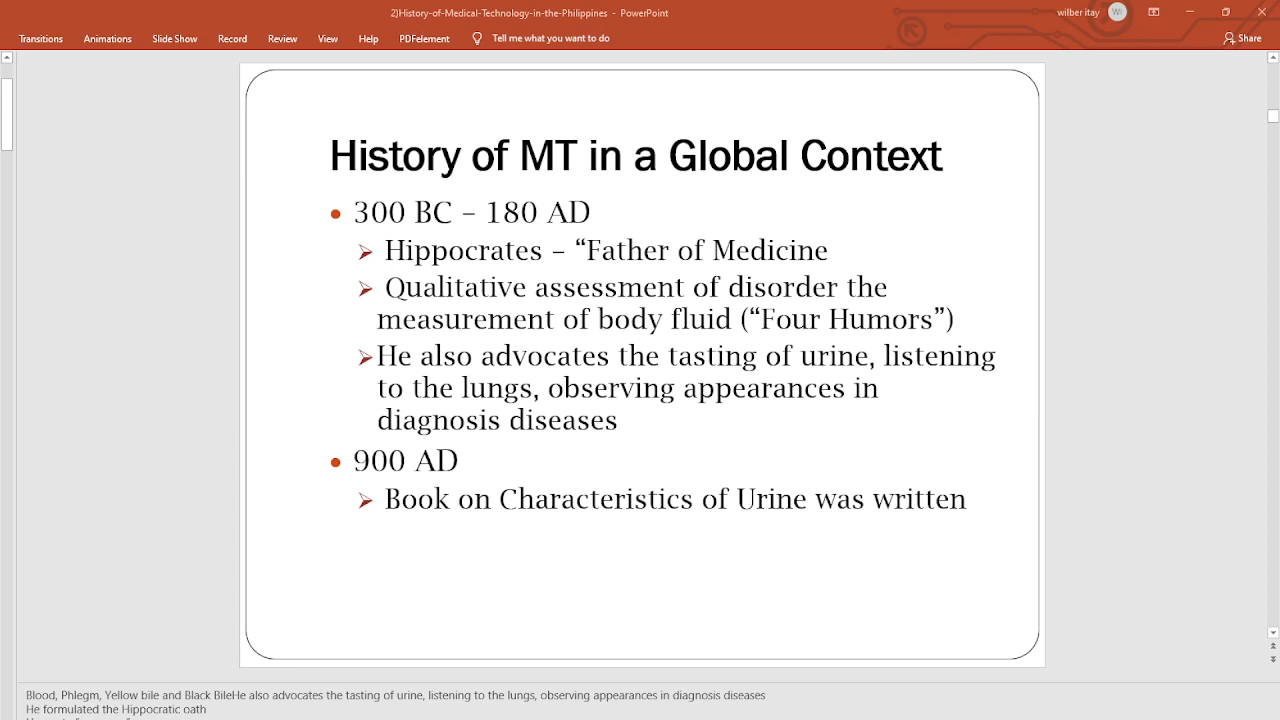 2)History-of-Medical-Technology-in-the-Philippines - PowerPoint
wilber itay
WI
Transitions
Animations
Slide Show
Record
Review
View
Help
PDFelement
Tell me what you want to do
Share
History of MT in a Global Context
300 BC – 180 AD
Hippocrates – “Father of Medicine
Qualitative assessment of disorder the
measurement of body fluid (“Four Humors”)
He also advocates the tasting of urine, listening
to the lungs, observing appearances in
diagnosis diseases
900 AD
Book on Characteristics of Urine was written
Blood, Phlegm, Yellow bile and Black BileHe also advocates the tasting of urine, listening to the lungs, observing appearances in diagnosis diseases
He formulated the Hippocratic oath